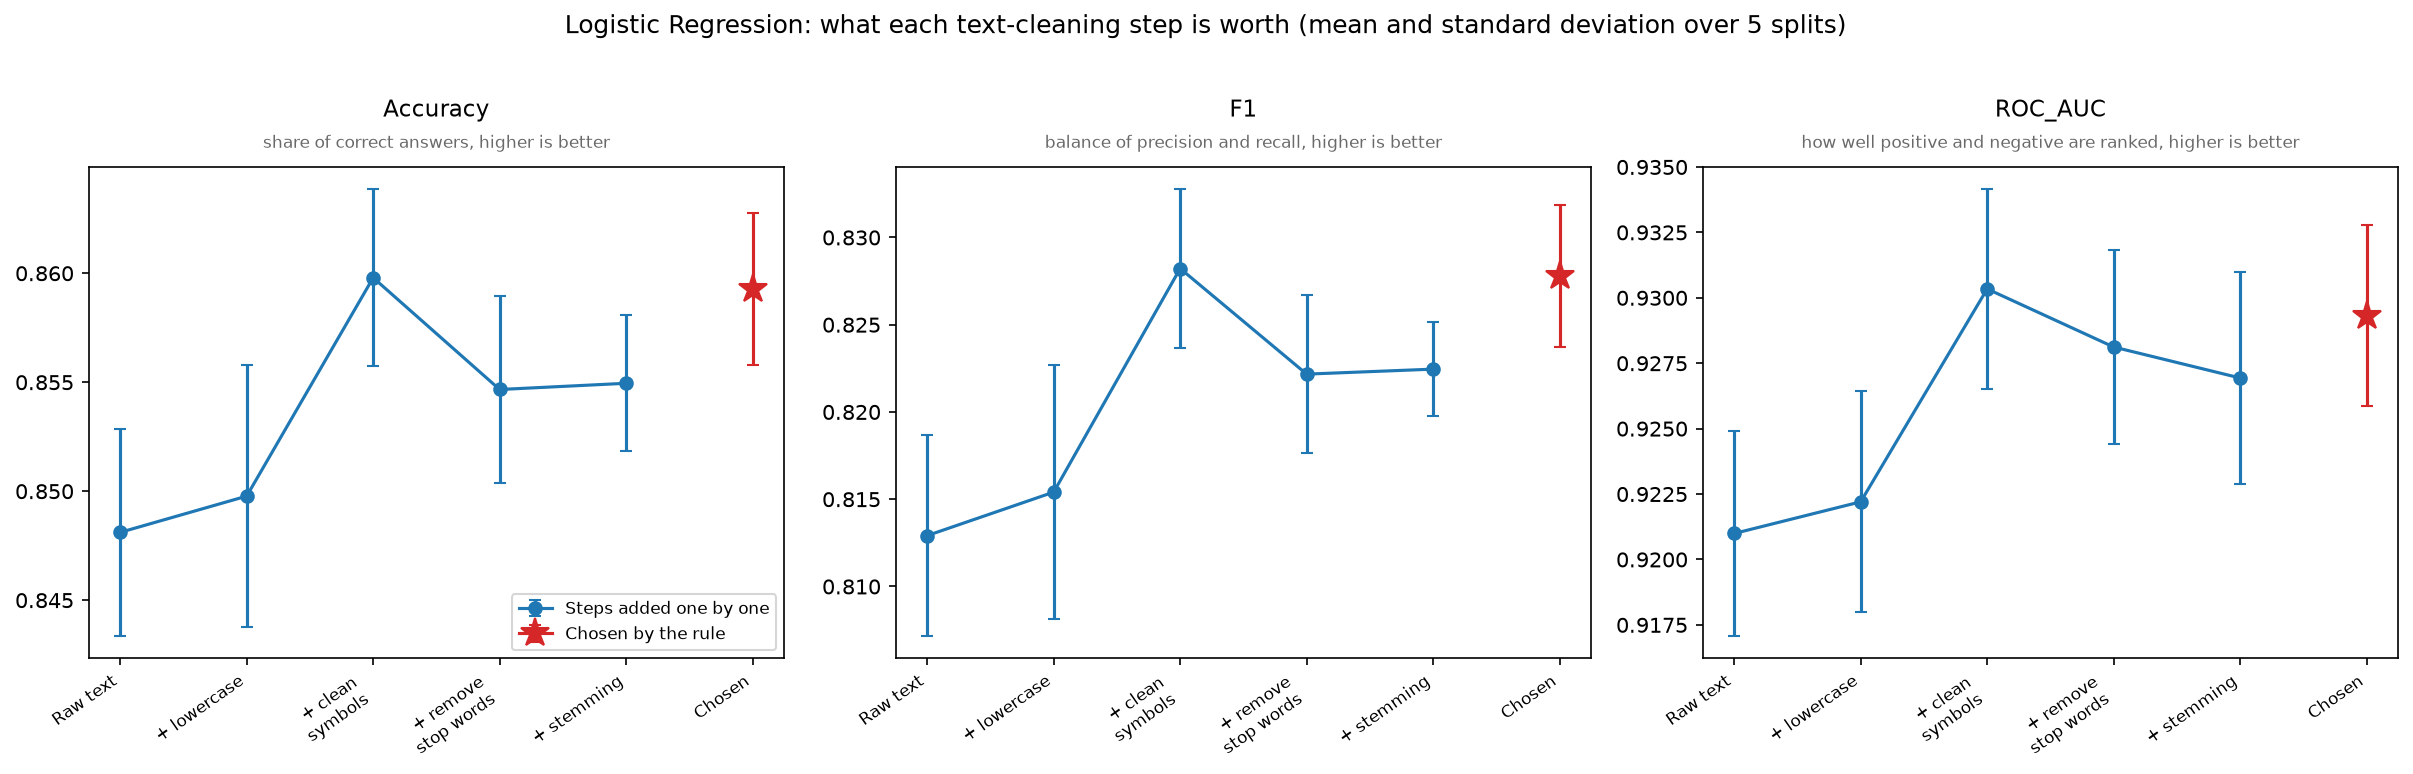 Logistic Regression: what each text-cleaning step is worth (mean and standard deviation over 5 splits)
Accuracy
share of correct answers, higher is better
0.860
0.855
0.850
0.845
Steps added one by one
Chosen by the rule
Raw text
+ lowercase
+ clean
symbols
+ remove
stop words
+ stemming
Chosen
F1
balance of precision and recall, higher is better
0.830
0.825
0.820
0.815
0.810
Raw text
+ lowercase
+ clean
symbols
+ remove
stop words
+ stemming
Chosen
ROC_AUC
how well positive and negative are ranked, higher is better
0.9350
0.9325
0.9300
0.9275
0.9250
0.9225
0.9200
0.9175
Raw text
+ lowercase
+ clean
symbols
+ remove
stop words
+ stemming
Chosen